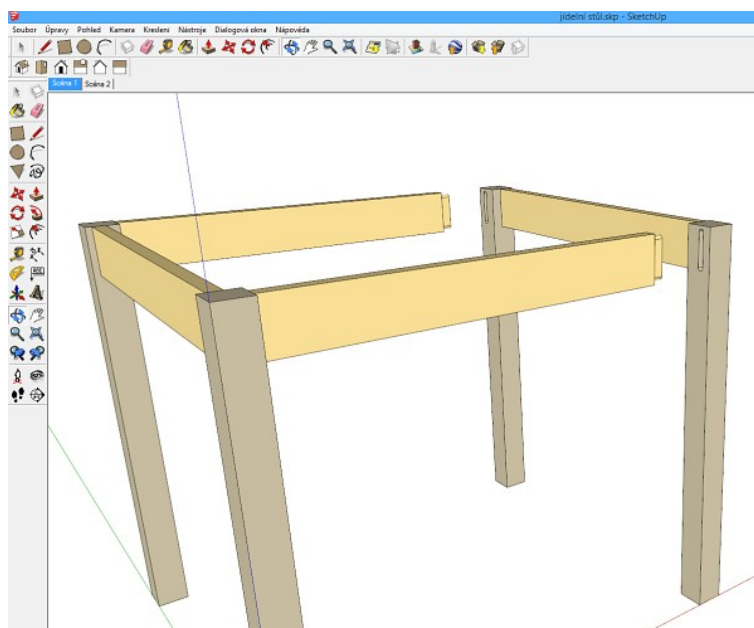 jídelní stůl.skp - SketchUp
Soubor Úpravy Pohled Kamera Kreslení Nástroje Dialogová okna Nápověda
Scéna 1 Scéna 2